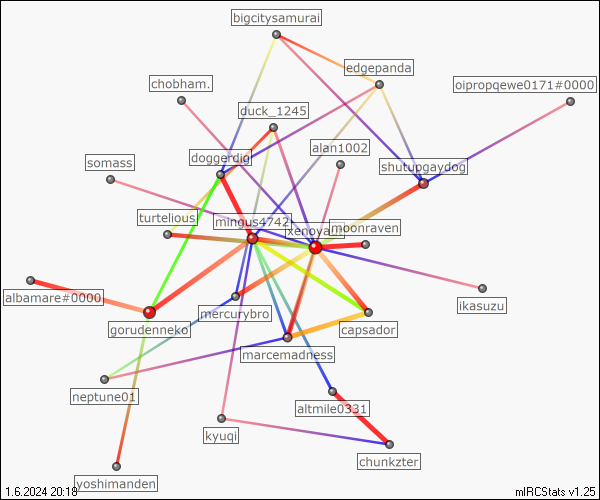 bigcitysamurai
edgepanda
chobham.
oipropqewe0171#0000
duck_1245
alan1002
doggerdig
somass
shutupgaydog
turtelious
mingus4742
moonraven
albamare#0000
mercurybro
ikasuzu
gorudenneko
capsador
marcemadness
neptune01
altmile0331
kyuqi
chunkzter
yoshimanden
1.6.2024 20:18
mIRCStats v1.25